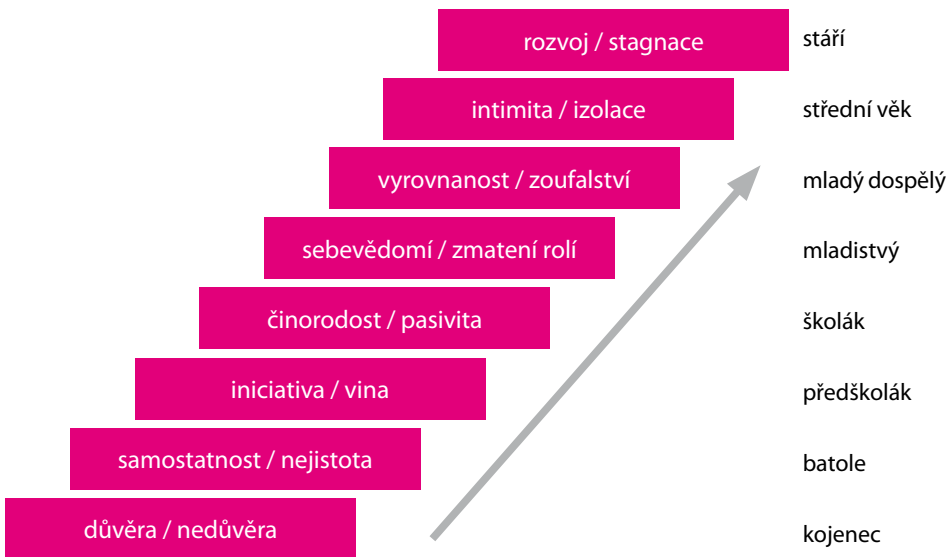 rozvoj / stagnace
stáří
intimita / izolace
střední věk
vyrovnanost / zoufalství
mladý dospělý
sebevědomí / zmatení rolí
mladistvý
činorodost / pasivita
školák
iniciativa / vina
předškolák
samostatnost / nejistota
batole
důvěra / nedůvěra
kojenec